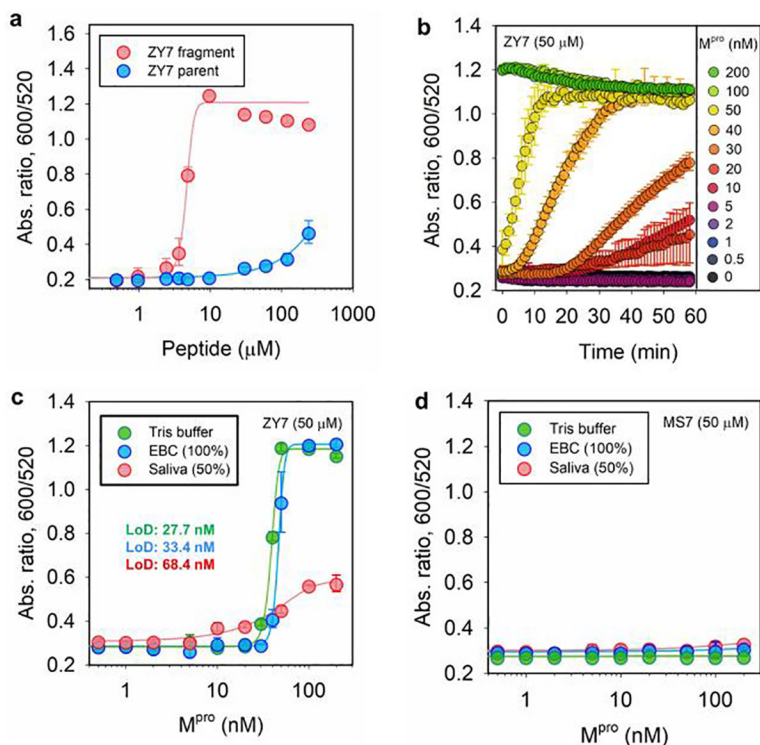 a
ZY7 fragment
ZY7 parent
Abs. ratio, 600/520
1.4
1.2
1.0
0.8
0.6
0.4
0.2
1
10
100
1000
Peptide (μM)
b
ZY7 (50 μM)
Abs. ratio, 600/520
1.4
1.2
1.0
0.8
0.6
0.4
0.2
0
10
20
30
40
50
60
Time (min)
Mpro (nM)
200
100
50
40
30
20
10
5
2
1
0.5
0
c
Tris buffer
EBC (100%)
Saliva (50%)
ZY7 (50 μM)
LoD: 27.7 nM
LoD: 33.4 nM
LoD: 68.4 nM
Abs. ratio, 600/520
1.4
1.2
1.0
0.8
0.6
0.4
0.2
1
10
100
Mpro (nM)
d
Tris buffer
EBC (100%)
Saliva (50%)
MS7 (50 μM)
Abs. ratio, 600/520
1.4
1.2
1.0
0.8
0.6
0.4
0.2
1
10
100
Mpro (nM)